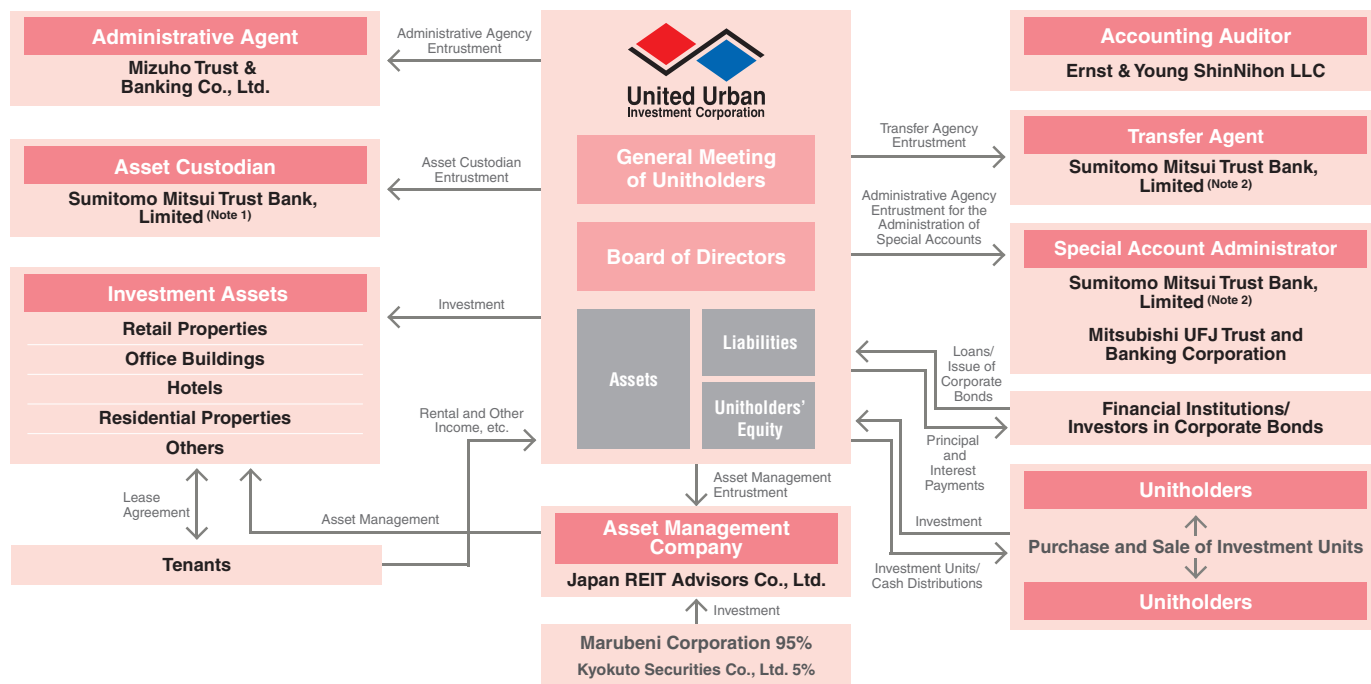 Administrative Agent
Mizuho Trust &
Banking Co., Ltd.
Administrative Agency
Entrustment
Asset Custodian
Sumitomo Mitsui Trust Bank,
Limited (Note 1)
Asset Custodian
Entrustment
Investment Assets
Retail Properties
Office Buildings
Hotels
Residential Properties
Others
Investment
Rental and Other
Income, etc.
Lease
Agreement
Asset Management
Tenants
United Urban
Investment Corporation
General Meeting
of Unitholders
Board of Directors
Assets
Liabilities
Unitholders'
Equity
Asset Management
Entrustment
Asset Management
Company
Japan REIT Advisors Co., Ltd.
Investment
Marubeni Corporation 95%
Kyokuto Securities Co., Ltd. 5%
Accounting Auditor
Ernst & Young ShinNihon LLC
Transfer Agency
Entrustment
Transfer Agent
Sumitomo Mitsui Trust Bank,
Limited (Note 2)
Administrative Agency
Entrustment for the
Administration of
Special Accounts
Special Account Administrator
Sumitomo Mitsui Trust Bank,
Limited (Note 2)
Mitsubishi UFJ Trust and
Banking Corporation
Loans/
Issue of
Corporate
Bonds
Financial Institutions/
Investors in Corporate Bonds
Principal
and
Interest
Payments
Investment
Investment Units/
Cash Distributions
Unitholders
Purchase and Sale of Investment Units
Unitholders